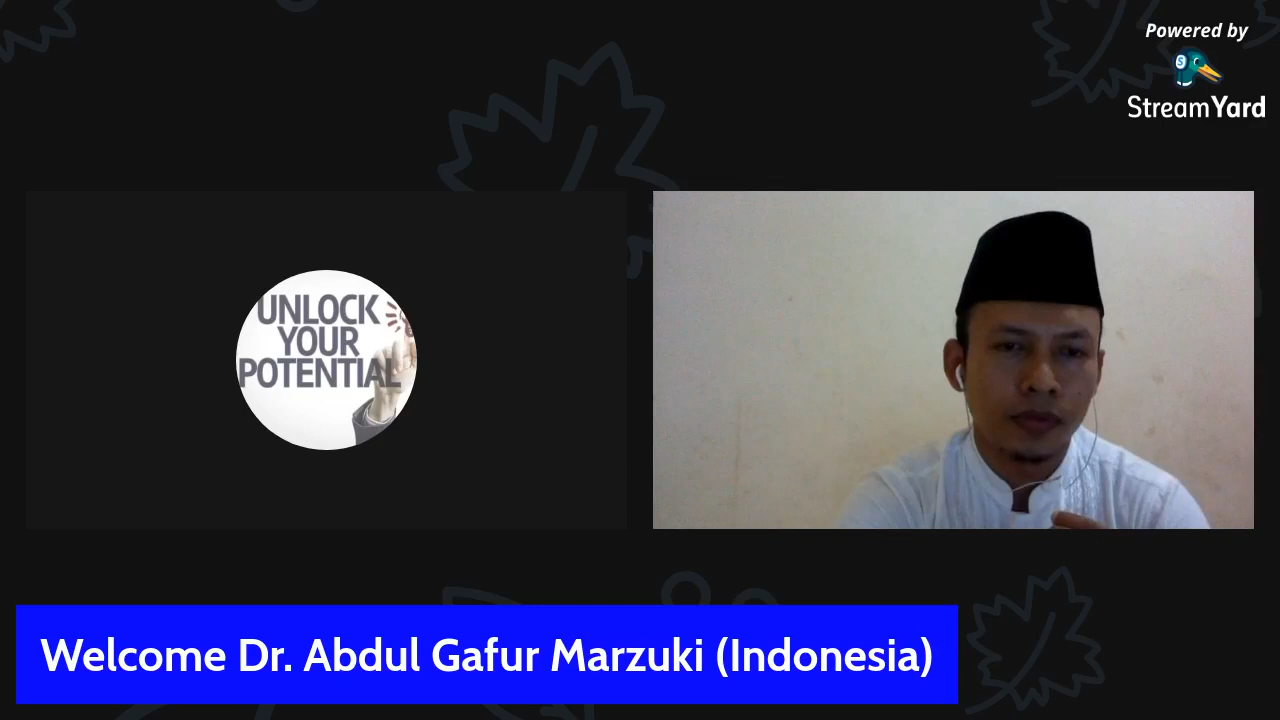 Powered by
StreamYard
UNLOCK
YOUR
POTENTIAL
Welcome Dr. Abdul Gafur Marzuki (Indonesia)